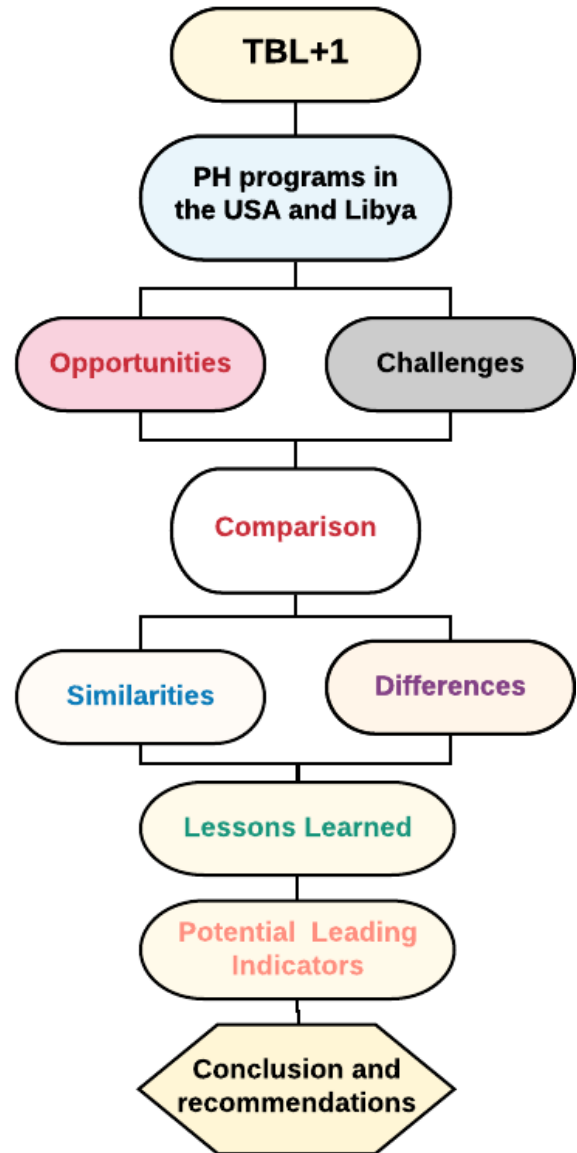 TBL+1
PH programs in
the USA and Libya
Opportunities
Challenges
Comparison
Similarities
Differences
Lessons Learned
Potential Leading
Indicators
Conclusion and
recommendations